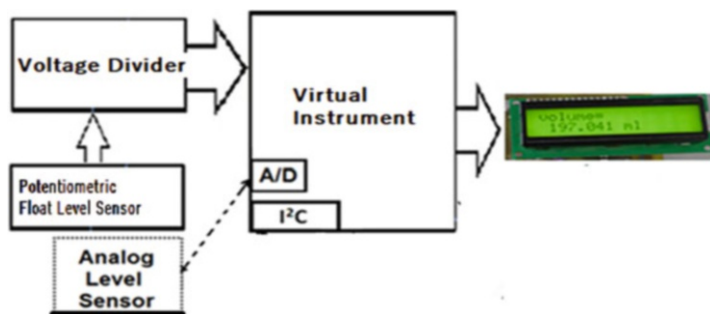 Voltage Divider
Potentiometric
Float Level Sensor
Analog
Level
Sensor
Virtual
Instrument
A/D
I²C
volume=
197.041 ml